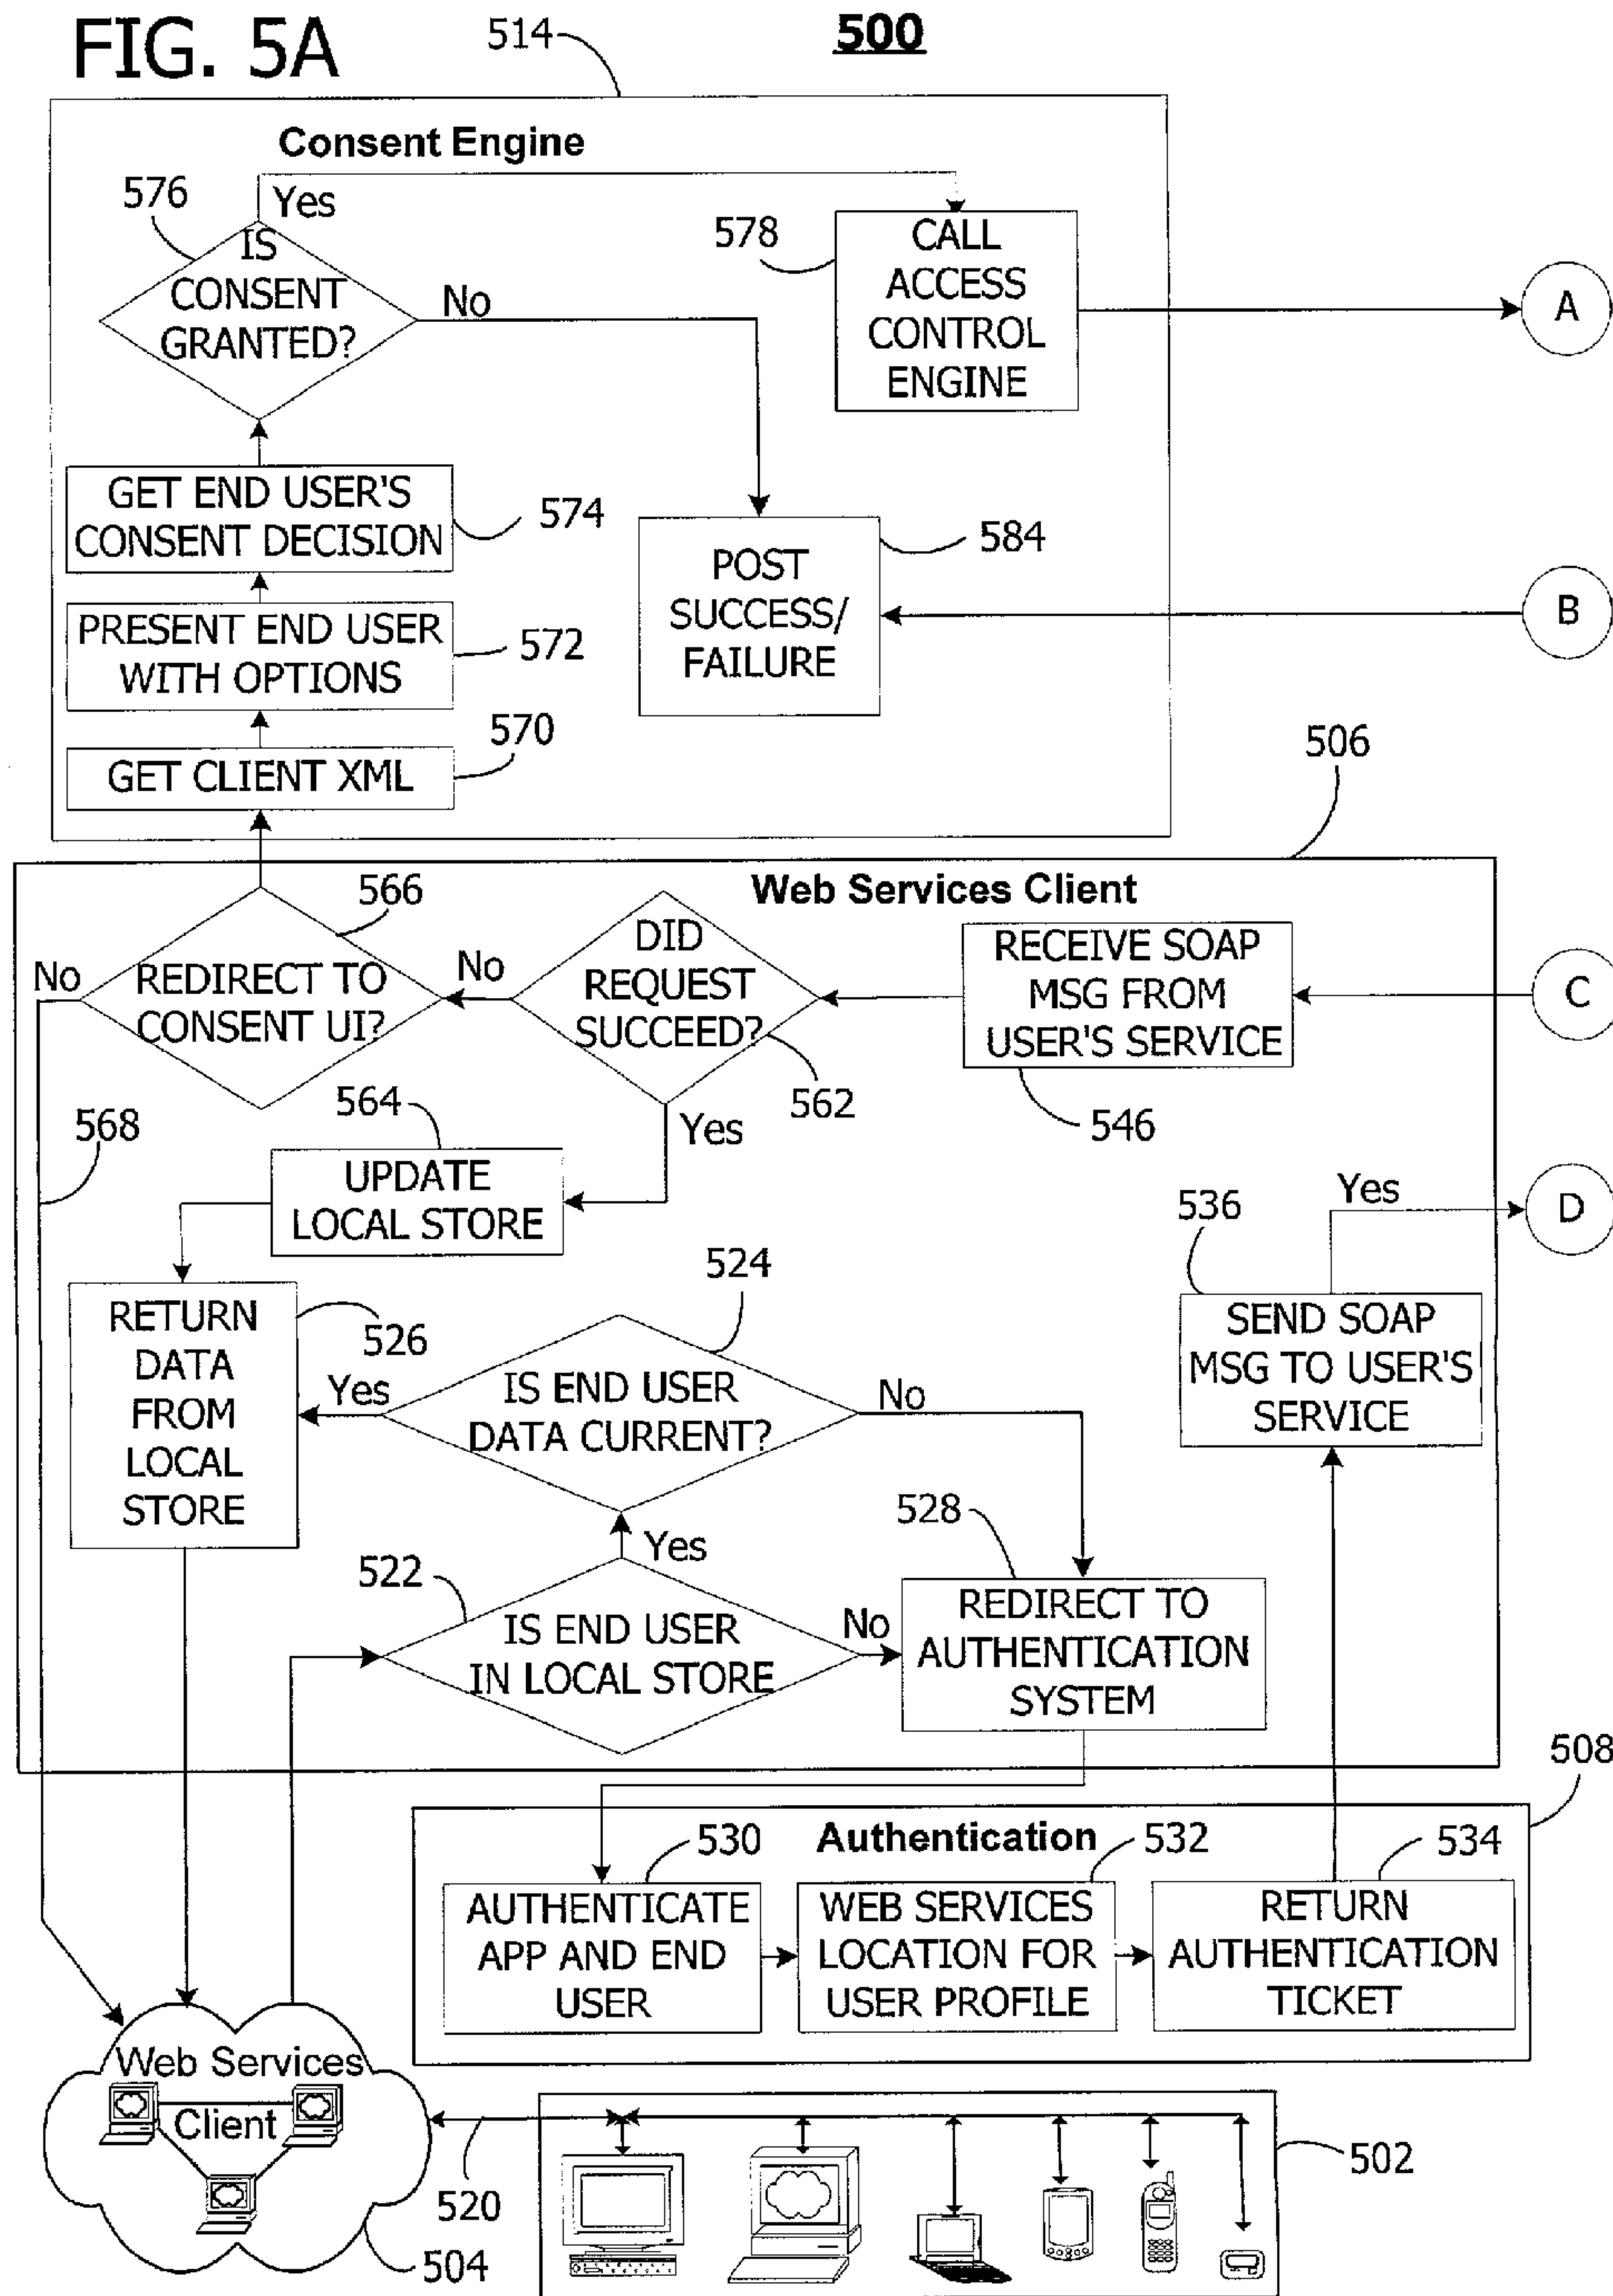 FIG. 5A
514
500
Consent Engine
576
Yes
IS
CONSENT
GRANTED?
No
578
CALL
ACCESS
CONTROL
ENGINE
A
GET END USER'S
CONSENT DECISION
574
POST
SUCCESS/
FAILURE
584
B
PRESENT END USER
WITH OPTIONS
572
570
GET CLIENT XML
506
Web Services Client
566
No
REDIRECT TO
CONSENT UI?
No
DID
REQUEST
SUCCEED?
562
RECEIVE SOAP
MSG FROM
USER'S SERVICE
546
C
568
564
Yes
UPDATE
LOCAL STORE
536
Yes
D
524
RETURN
DATA
FROM
LOCAL
STORE
526
Yes
IS END USER
DATA CURRENT?
No
SEND SOAP
MSG TO USER'S
SERVICE
528
Yes
522
IS END USER
IN LOCAL STORE
No
REDIRECT TO
AUTHENTICATION
SYSTEM
508
Authentication
530
532
534
AUTHENTICATE
APP AND END
USER
WEB SERVICES
LOCATION FOR
USER PROFILE
RETURN
AUTHENTICATION
TICKET
Web Services
Client
520
502
504